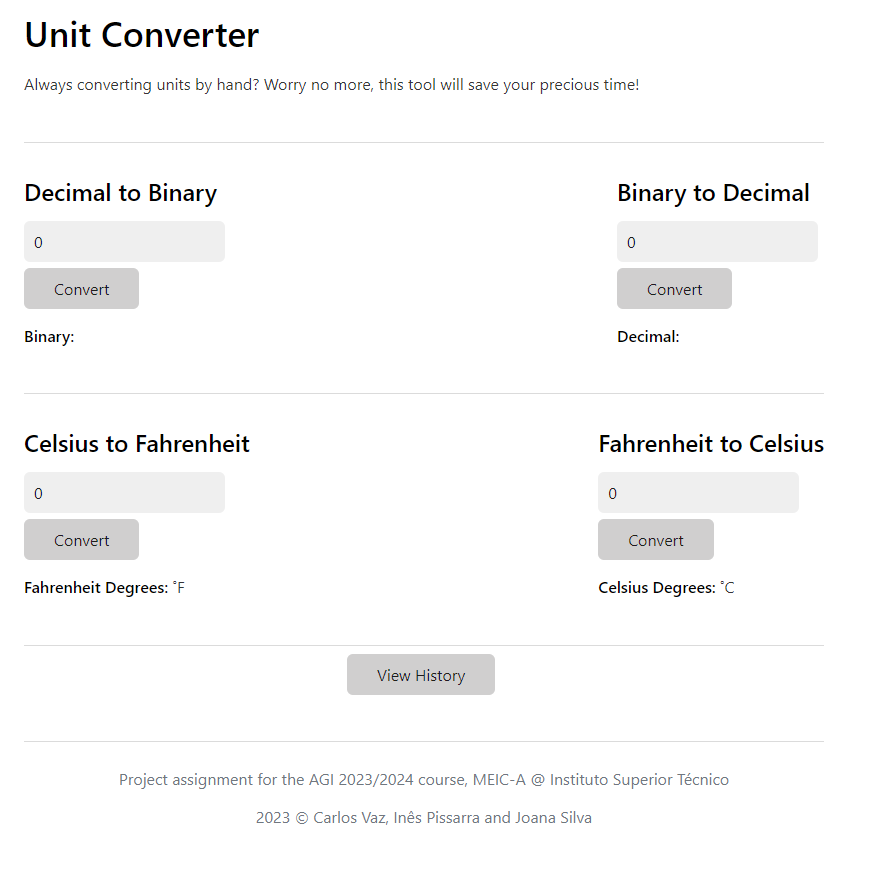 Unit Converter
Always converting units by hand? Worry no more, this tool will save your precious time!
Decimal to Binary
0
Convert
Binary:
Binary to Decimal
0
Convert
Decimal:
Celsius to Fahrenheit
0
Convert
Fahrenheit Degrees: °F
Fahrenheit to Celsius
0
Convert
Celsius Degrees: °C
View History
Project assignment for the AGI 2023/2024 course, MEIC-A @ Instituto Superior Técnico
2023 © Carlos Vaz, Inês Pissarra and Joana Silva